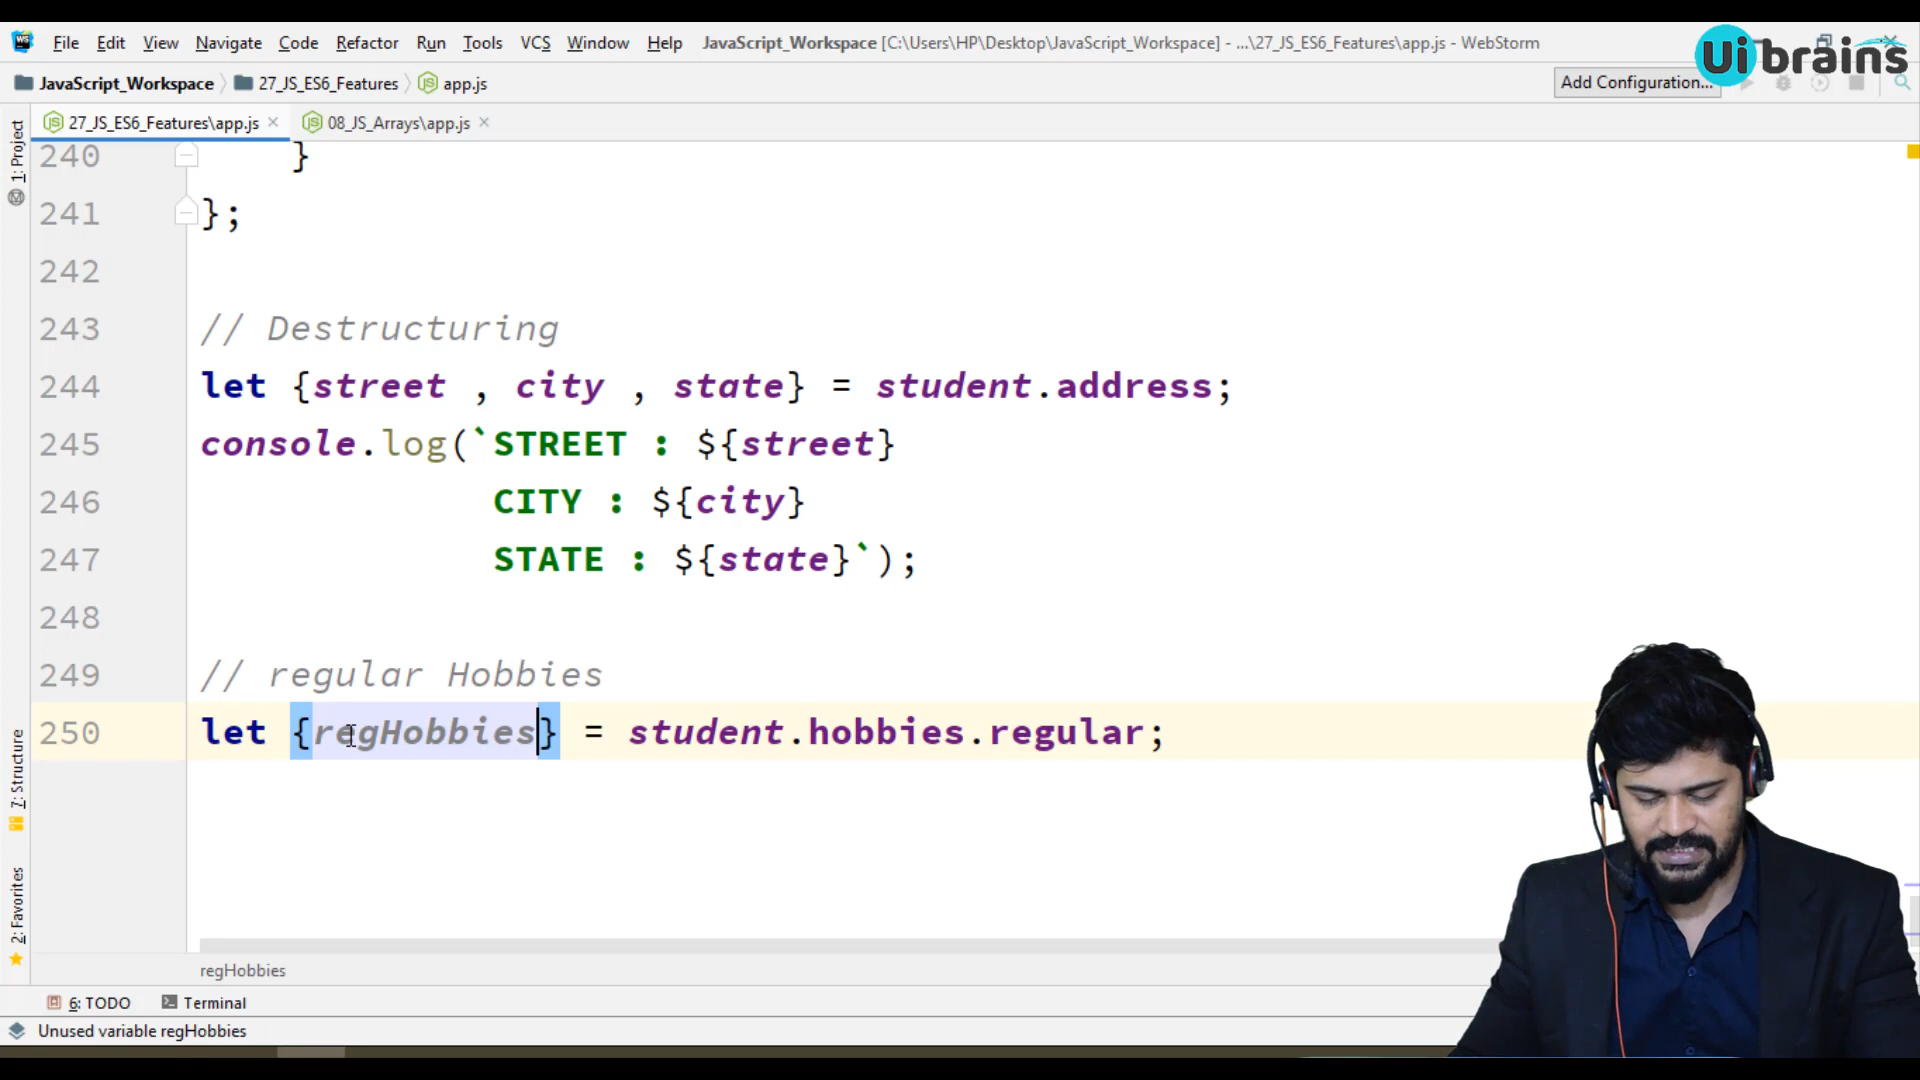 File Edit View Navigate Code Refactor Run Tools VCS Window Help JavaScript_Workspace [C:\Users\HP\Desktop\JavaScript_Workspace] - ...\27_JS_ES6_Features\app.js - WebStorm
Ui brains
JavaScript_Workspace 27_JS_ES6_Features app.js
Add Configuration...
27_JS_ES6_Features\app.js 08_JS_Arrays\app.js
1: Project
7: Structure
2: Favorites
240 }
241 };
242
243 // Destructuring
244 let {street , city , state} = student.address;
245 console.log(`STREET : ${street}
246 CITY : ${city}
247 STATE : ${state}`);
248
249 // regular Hobbies
250 let {regHobbies} = student.hobbies.regular;
regHobbies
6: TODO Terminal
Unused variable regHobbies